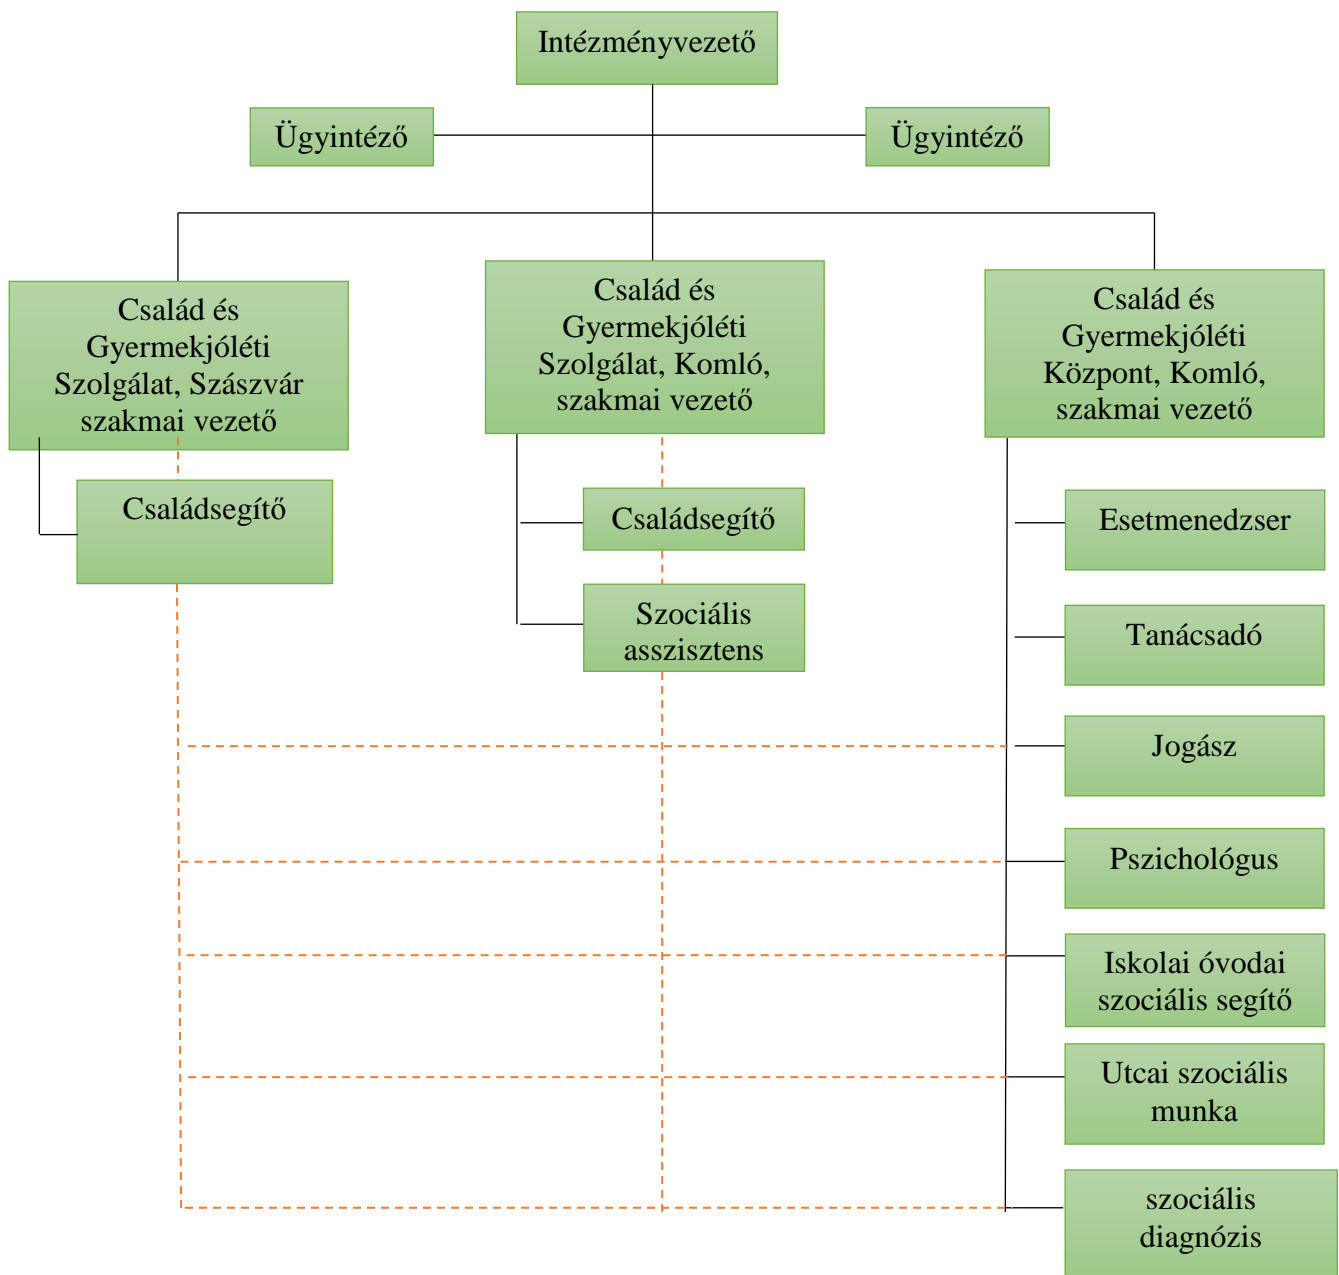 Intézményvezető
Ügyintéző
Ügyintéző
Család és
Gyermekjóléti
Szolgálat, Szászvár
szakmai vezető
Család és
Gyermekjóléti
Szolgálat, Komló,
szakmai vezető
Család és
Gyermekjóléti
Központ, Komló,
szakmai vezető
Családsegítő
Családsegítő
Szociális
asszisztens
Esetmenedzser
Tanácsadó
Jogász
Pszichológus
Iskolai óvodai
szociális segítő
Utcai szociális
munka
szociális
diagnózis